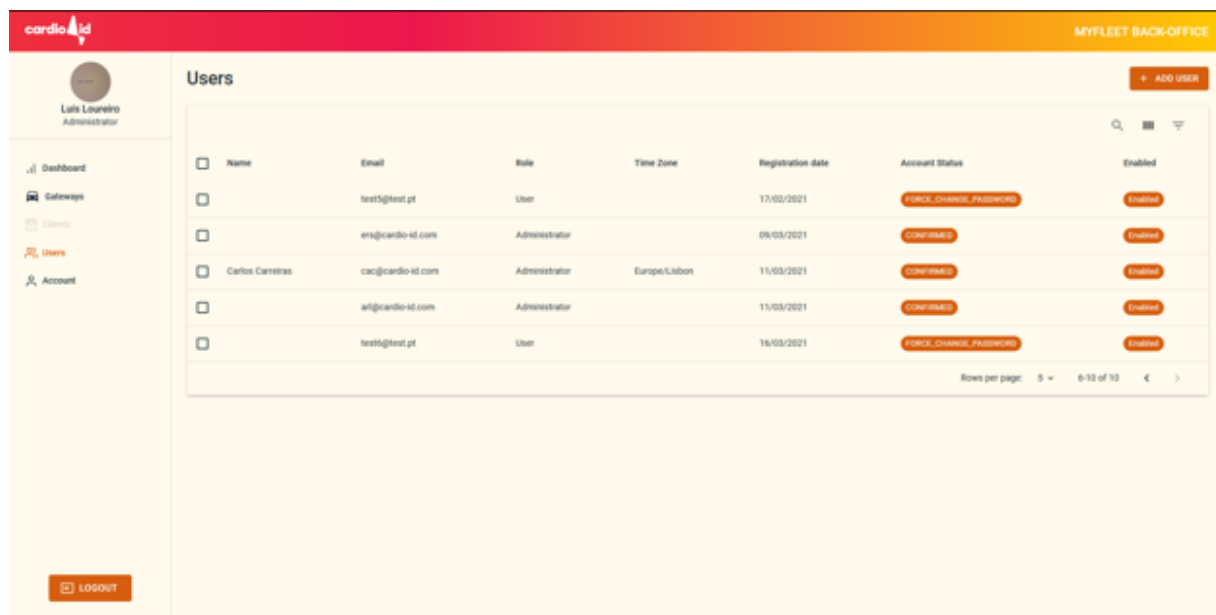 cardio id
MYFLEET BACK-OFFICE
Luis Loureiro
Administrator
Dashboard
Gateways
Clients
Users
Account
LOGOUT
Users
+ ADD USER
Name Email Role Time Zone Registration date Account Status Enabled
test5@test.pt User 17/02/2021 FORCE_CHANGE_PASSWORD Enabled
ers@cardio-id.com Administrator 09/03/2021 CONFIRMED Enabled
Carlos Carreiras cac@cardio-id.com Administrator Europe/Lisbon 11/03/2021 CONFIRMED Enabled
arl@cardio-id.com Administrator 11/03/2021 CONFIRMED Enabled
test6@test.pt User 16/03/2021 FORCE_CHANGE_PASSWORD Enabled
Rows per page: 5 6-10 of 10